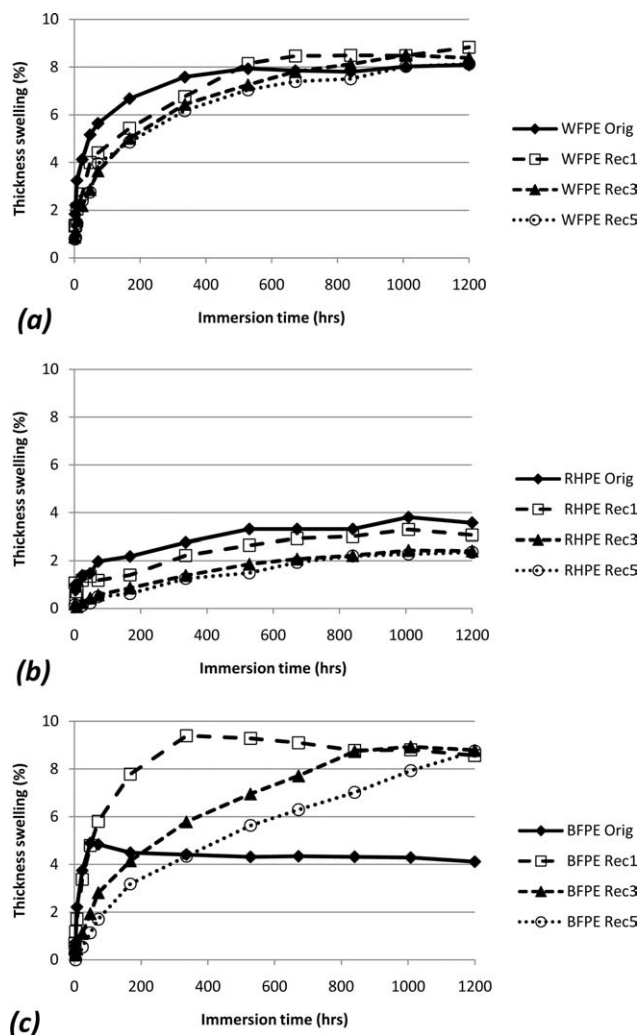 10
8
6
4
2
0
Thickness swelling (%)
0 200 400 600 800 1000 1200
Immersion time (hrs)
WFPE Orig
WFPE Rec1
WFPE Rec3
WFPE Rec5
(a)
10
8
6
4
2
0
Thickness swelling (%)
0 200 400 600 800 1000 1200
Immersion time (hrs)
RHPE Orig
RHPE Rec1
RHPE Rec3
RHPE Rec5
(b)
10
8
6
4
2
0
Thickness swelling (%)
0 200 400 600 800 1000 1200
Immersion time (hrs)
BFPE Orig
BFPE Rec1
BFPE Rec3
BFPE Rec5
(c)